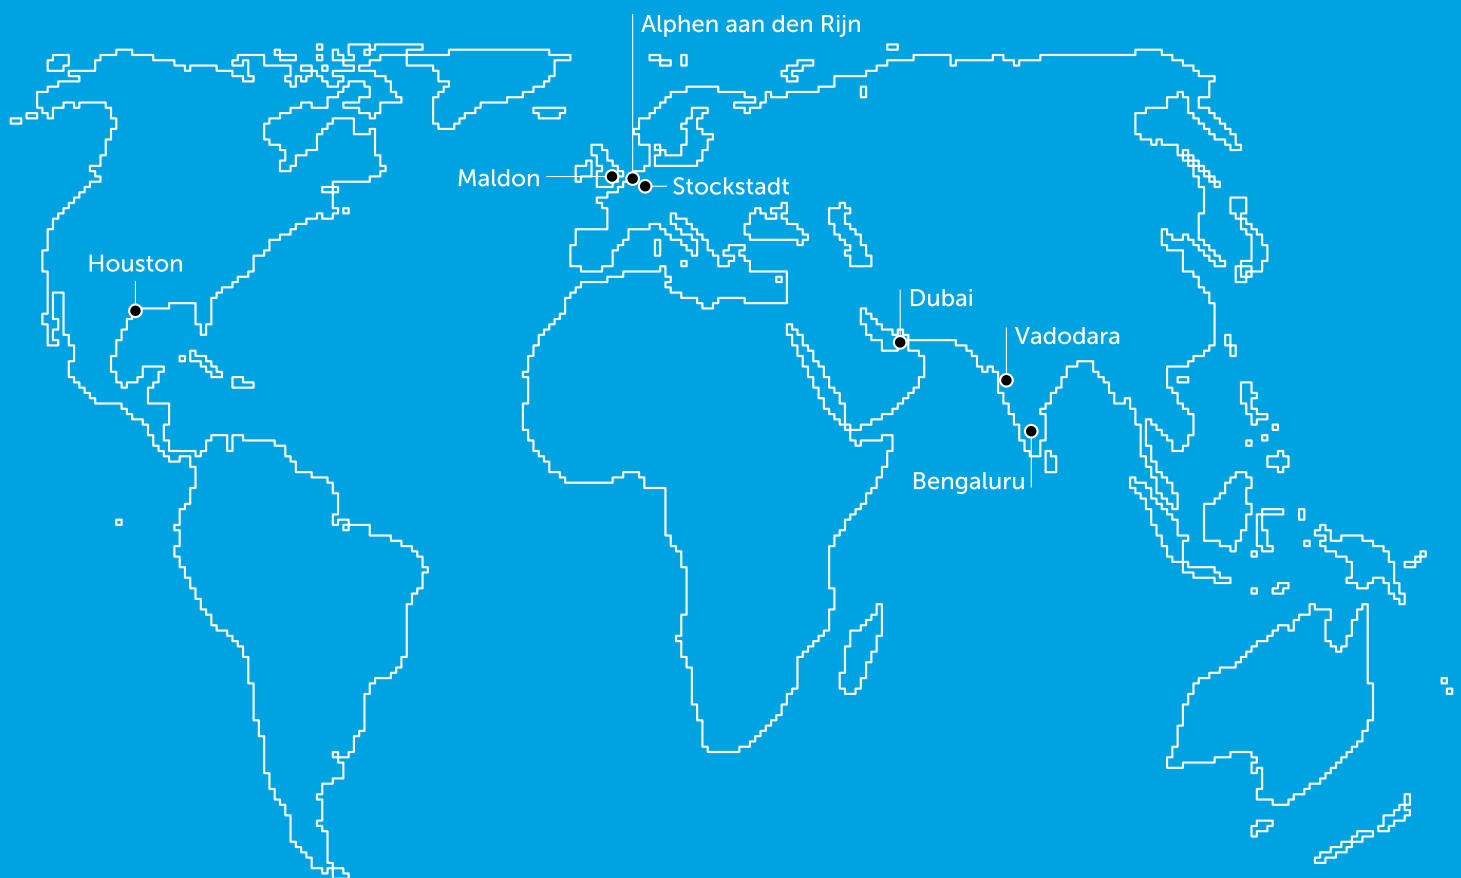 Alphen aan den Rijn
Maldon
Stockstadt
Houston
Dubai
Vadodara
Bengaluru